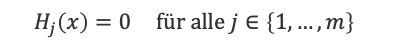 H_j(x) = 0 für alle j ∈ {1, ..., m}